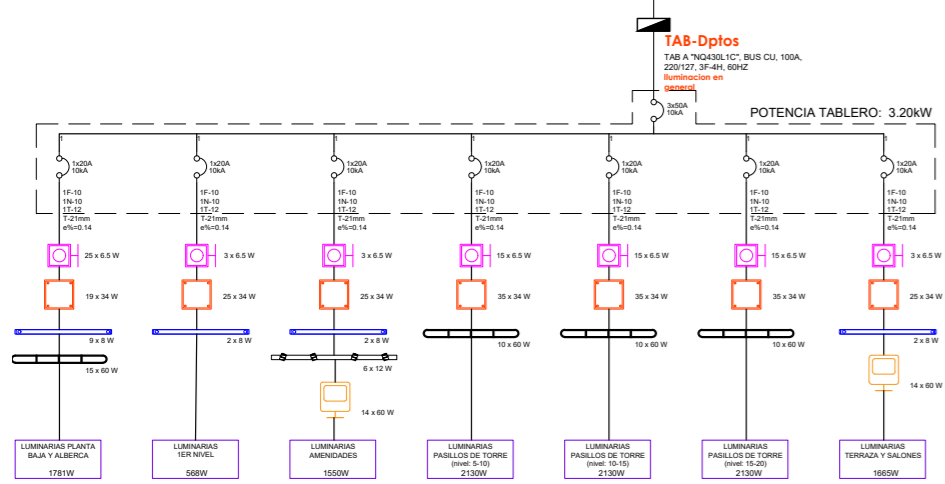 TAB-Dptos
TAB A "NQ430L1C", BUS CU, 100A,
220/127, 3F-4H, 60HZ
Iluminacion en
general
3x50A
10kA
POTENCIA TABLERO: 3.20kW
1 1 1 1 1 1 1
1x20A 1x20A 1x20A 1x20A 1x20A 1x20A 1x20A
10kA 10kA 10kA 10kA 10kA 10kA 10kA
1F-10 1F-10 1F-10 1F-10 1F-10 1F-10 1F-10
1N-10 1N-10 1N-10 1N-10 1N-10 1N-10 1N-10
1T-12 1T-12 1T-12 1T-12 1T-12 1T-12 1T-12
T-21mm T-21mm T-21mm T-21mm T-21mm T-21mm T-21mm
e%=0.14 e%=0.14 e%=0.14 e%=0.14 e%=0.14 e%=0.14 e%=0.14
25 x 6.5 W 3 x 6.5 W 3 x 6.5 W 15 x 6.5 W 15 x 6.5 W 15 x 6.5 W 3 x 6.5 W
19 x 34 W 25 x 34 W 25 x 34 W 35 x 34 W 35 x 34 W 35 x 34 W 25 x 34 W
9 x 8 W 2 x 8 W 2 x 8 W 10 x 60 W 10 x 60 W 10 x 60 W 2 x 8 W
15 x 60 W 6 x 12 W 14 x 60 W
14 x 60 W
LUMINARIAS PLANTA
BAJA Y ALBERCA
1781W
LUMINARIAS
1ER NIVEL
568W
LUMINARIAS
AMENIDADES
1550W
LUMINARIAS
PASILLOS DE TORRE
(nivel: 5-10)
2130W
LUMINARIAS
PASILLOS DE TORRE
(nivel: 10-15)
2130W
LUMINARIAS
PASILLOS DE TORRE
(nivel: 15-20)
2130W
LUMINARIAS
TERRAZA Y SALONES
1665W